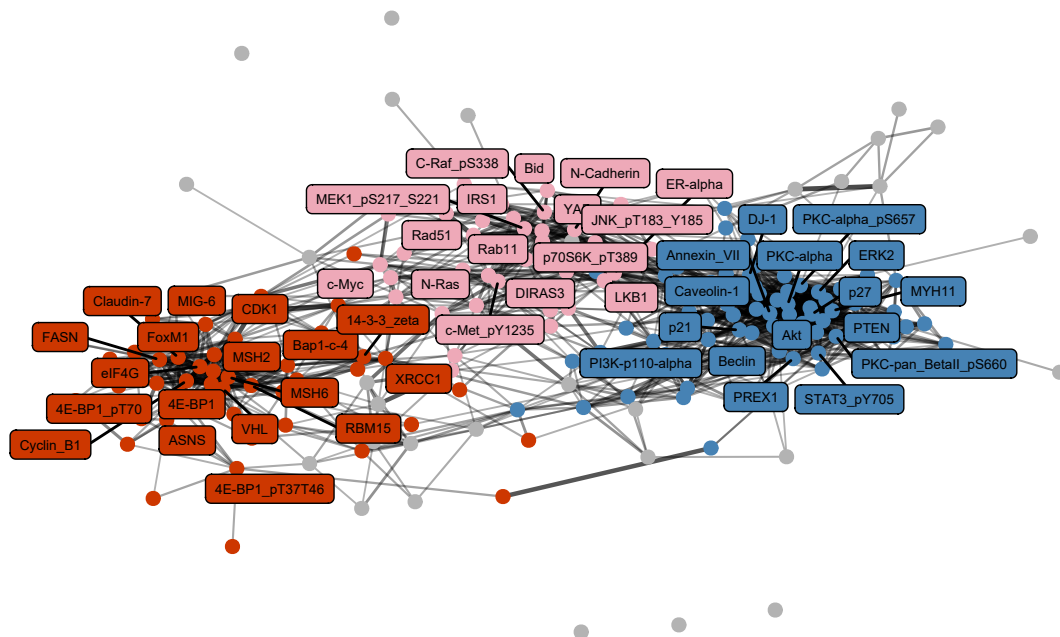 C-Raf_pS338
Bid
N-Cadherin
ER-alpha
MEK1_pS217_S221
IRS1
JNK_pT183_Y185
DJ-1
PKC-alpha_pS657
Rad51
Rab11
p70S6K_pT389
Annexin_VII
PKC-alpha
ERK2
c-Myc
N-Ras
DIRAS3
LKB1
Caveolin-1
p27
MYH11
Claudin-7
MIG-6
CDK1
14-3-3_zeta
c-Met_pY1235
p21
Akt
PTEN
FASN
FoxM1
MSH2
Bap1-c-4
PI3K-p110-alpha
Beclin
PKC-pan_BetaII_pS660
eIF4G
MSH6
XRCC1
PREX1
STAT3_pY705
4E-BP1_pT70
4E-BP1
VHL
RBM15
Cyclin_B1
ASNS
4E-BP1_pT37T46